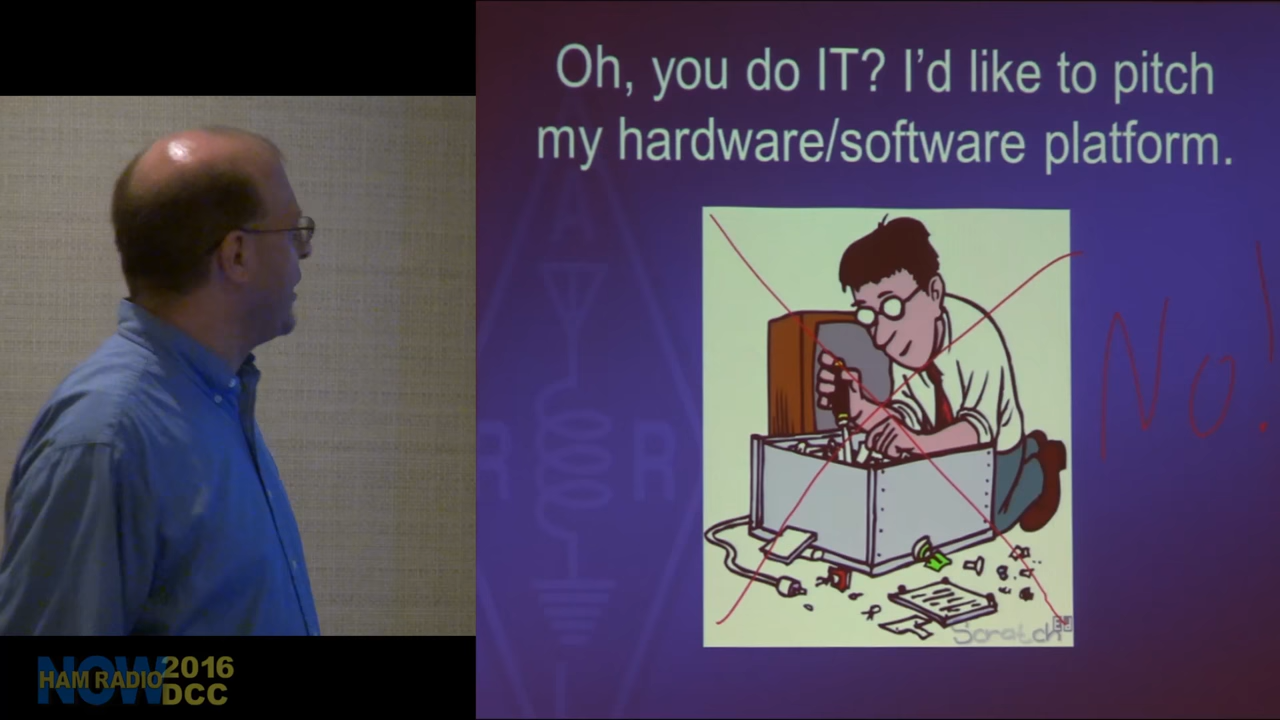 Oh, you do IT? I'd like to pitch
my hardware/software platform.
No!
Scratch
A
R R
L
HAM RADIO NOW 2016
DCC